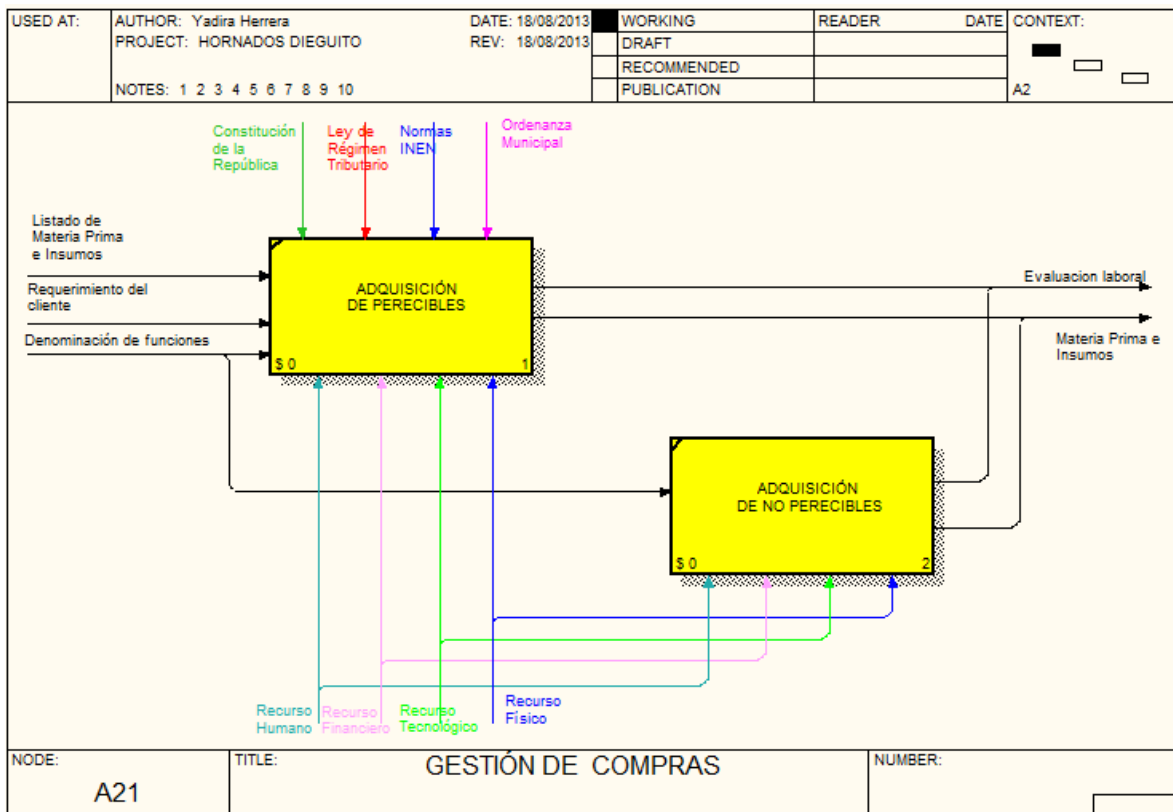 USED AT:
AUTHOR: Yadira Herrera
DATE: 18/08/2013
PROJECT: HORNADOS DIEGUITO
REV: 18/08/2013
NOTES: 1 2 3 4 5 6 7 8 9 10
WORKING
DRAFT
RECOMMENDED
PUBLICATION
READER
DATE
CONTEXT:
A2
Constitución
de la
República
Ley de
Régimen
Tributario
Normas
INEN
Ordenanza
Municipal
Listado de
Materia Prima
e Insumos
Requerimiento del
cliente
Denominación de funciones
ADQUISICIÓN
DE PERECIBLES
$ 0
1
Evaluacion laboral
Materia Prima e
Insumos
ADQUISICIÓN
DE NO PERECIBLES
$ 0
2
Recurso
Humano
Recurso
Financiero
Recurso
Tecnológico
Recurso
Físico
NODE:
A21
TITLE:
GESTIÓN DE COMPRAS
NUMBER: